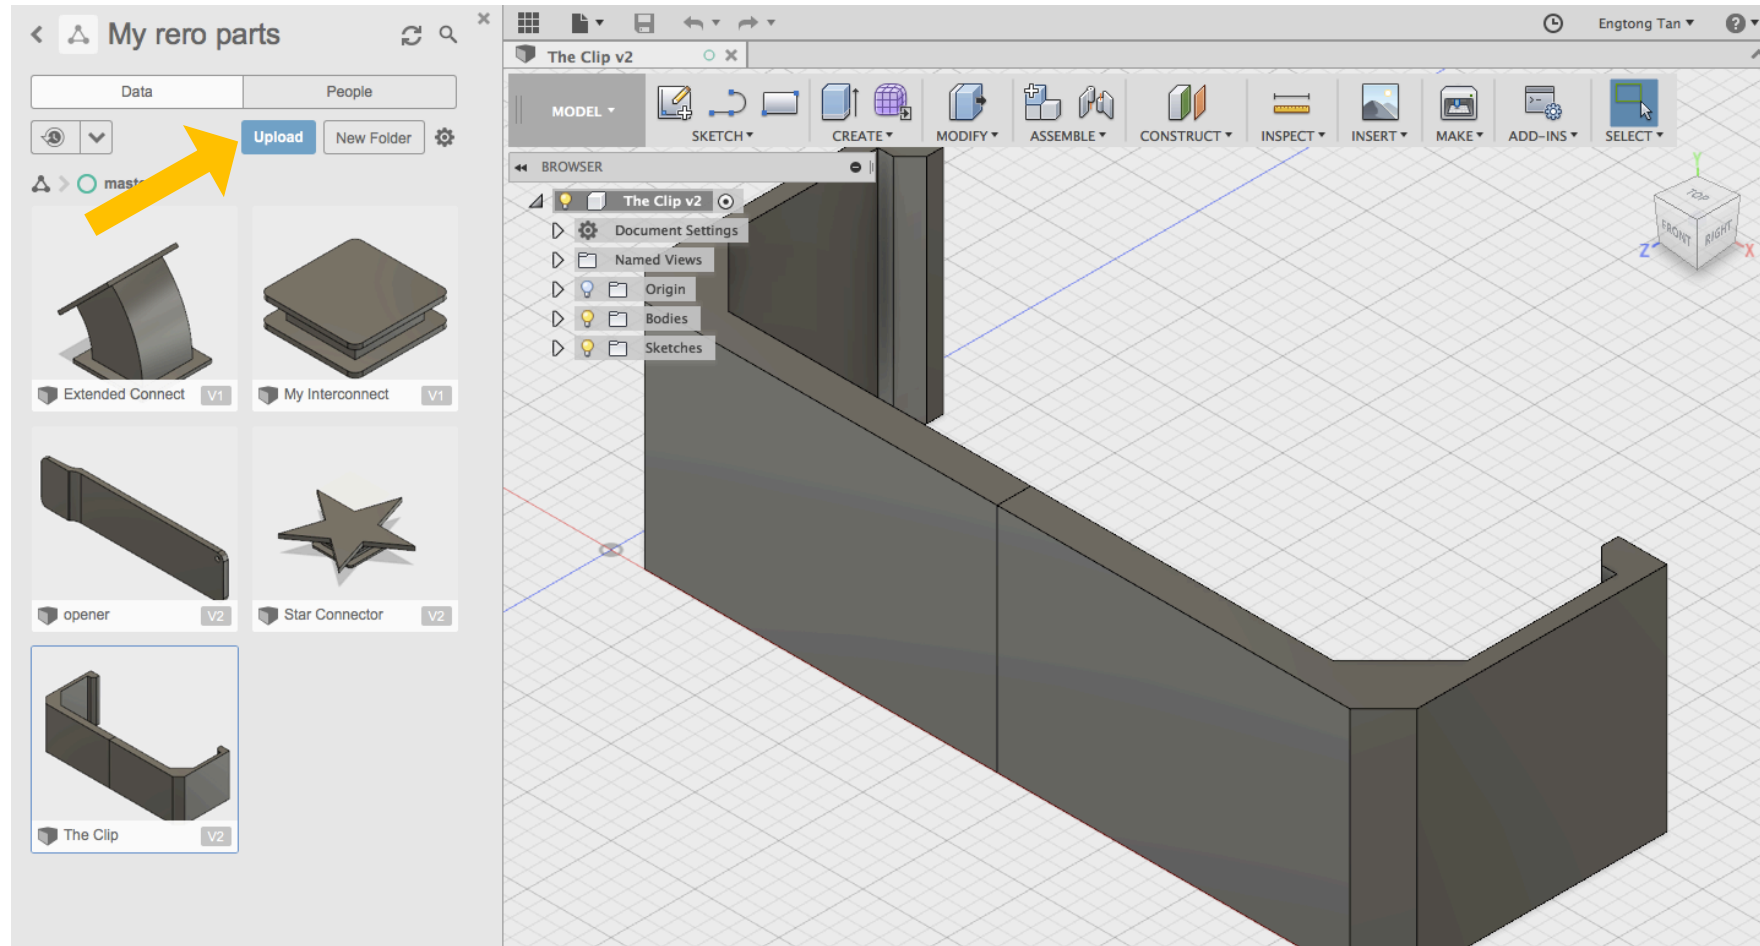 My rero parts
Data
People
Upload
New Folder
Extended Connect V1
My Interconnect V1
opener V2
Star Connector V2
The Clip V2
Engtong Tan
?
The Clip v2
MODEL
SKETCH
CREATE
MODIFY
ASSEMBLE
CONSTRUCT
INSPECT
INSERT
MAKE
ADD-INS
SELECT
BROWSER
The Clip v2
Document Settings
Named Views
Origin
Bodies
Sketches
Y
TOP
FRONT
RIGHT
Z
X